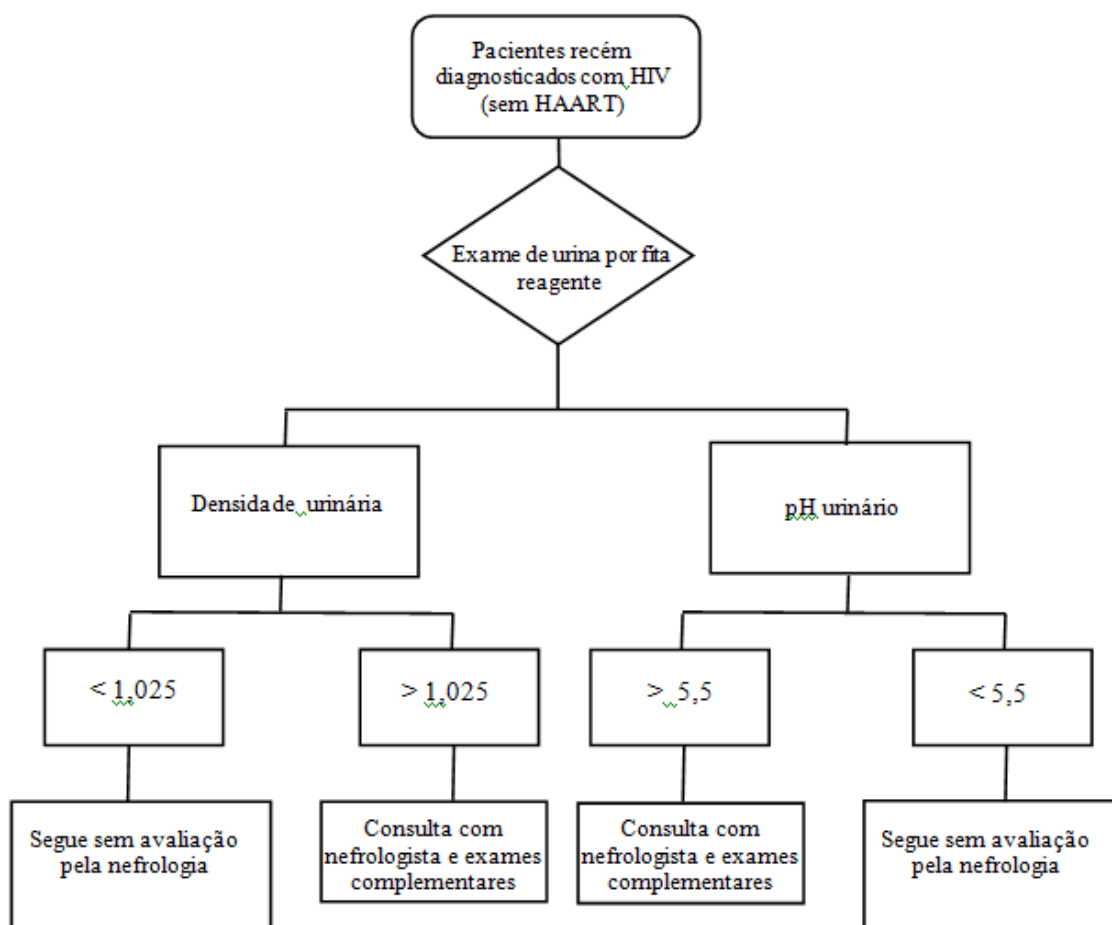 Pacientes recém
diagnosticados com HIV
(sem HAART)
Exame de urina por fita
reagente
Densidade urinária
pH urinário
< 1,025
> 1,025
> 5,5
< 5,5
Segue sem avaliação
pela nefrologia
Consulta com
nefrologista e exames
complementares
Consulta com
nefrologista e exames
complementares
Segue sem avaliação
pela nefrologia